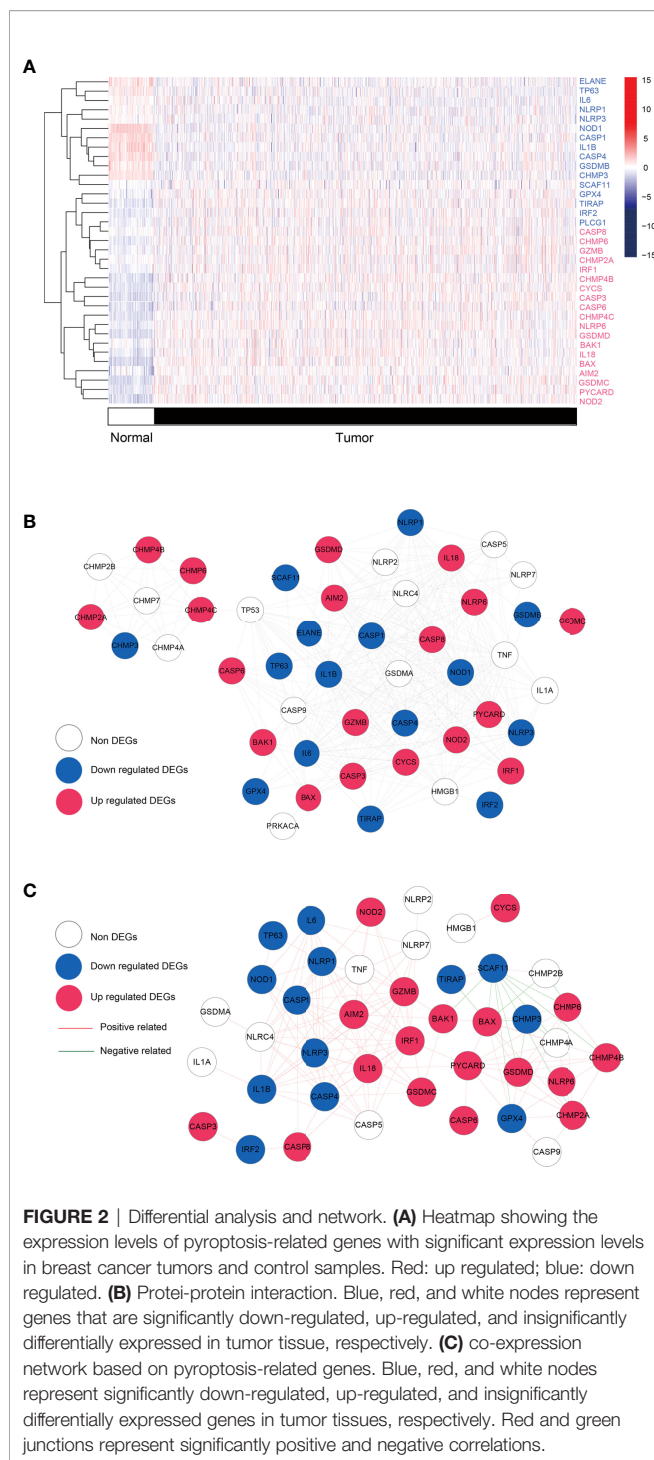 A
ELANE
TP63
IL6
NLRP1
NLRP3
NOD1
CASP1
IL1B
CASP4
GSDMB
CHMP3
SCAF11
GPX4
TIRAP
IRF2
PLCG1
CASP8
CHMP6
GZMB
CHMP2A
IRF1
CHMP4B
CYCS
CASP3
CASP6
CHMP4C
NLRP6
GSDMD
BAK1
IL18
BAX
AIM2
GSDMC
PYCARD
NOD2
15
10
5
0
−5
−10
−15
Normal
Tumor
B
NLRP1
CHMP4B
GSDMD
CASP5
CHMP2B
NLRP2
IL18
CHMP6
SCAF11
NLRP7
CHMP7
AIM2
NLRC4
NLRP6
CHMP2A
CHMP4C
TP53
GSDMB
GSDMC
CHMP3
CHMP4A
ELANE
CASP1
CASP8
TNF
CASP6
TP63
IL1B
GSDMA
NOD1
IL1A
CASP9
GZMB
CASP4
PYCARD
NLRP3
BAK1
IL6
NOD2
CASP3
CYCS
IRF1
GPX4
BAX
HMGB1
IRF2
PRKACA
TIRAP
Non DEGs
Down regulated DEGs
Up regulated DEGs
C
NLRP2
CYCS
IL6
NOD2
HMGB1
TP63
NLRP7
NLRP1
TNF
SCAF11
CHMP2B
NOD1
TIRAP
CASP1
GZMB
CHMP6
GSDMA
AIM2
BAK1
BAX
CHMP3
NLRC4
IRF1
CHMP4A
CHMP4B
IL1A
NLRP3
IL18
PYCARD
GSDMD
NLRP6
IL1B
CASP4
GSDMC
CASP6
GPX4
CHMP2A
CASP3
CASP5
IRF2
CASP8
CASP9
Non DEGs
Down regulated DEGs
Up regulated DEGs
Positive related
Negative related
FIGURE 2 | Differential analysis and network. (A) Heatmap showing the
expression levels of pyroptosis-related genes with significant expression levels
in breast cancer tumors and control samples. Red: up regulated; blue: down
regulated. (B) Protei-protein interaction. Blue, red, and white nodes represent
genes that are significantly down-regulated, up-regulated, and insignificantly
differentially expressed in tumor tissue, respectively. (C) co-expression
network based on pyroptosis-related genes. Blue, red, and white nodes
represent significantly down-regulated, up-regulated, and insignificantly
differentially expressed genes in tumor tissues, respectively. Red and green
junctions represent significantly positive and negative correlations.